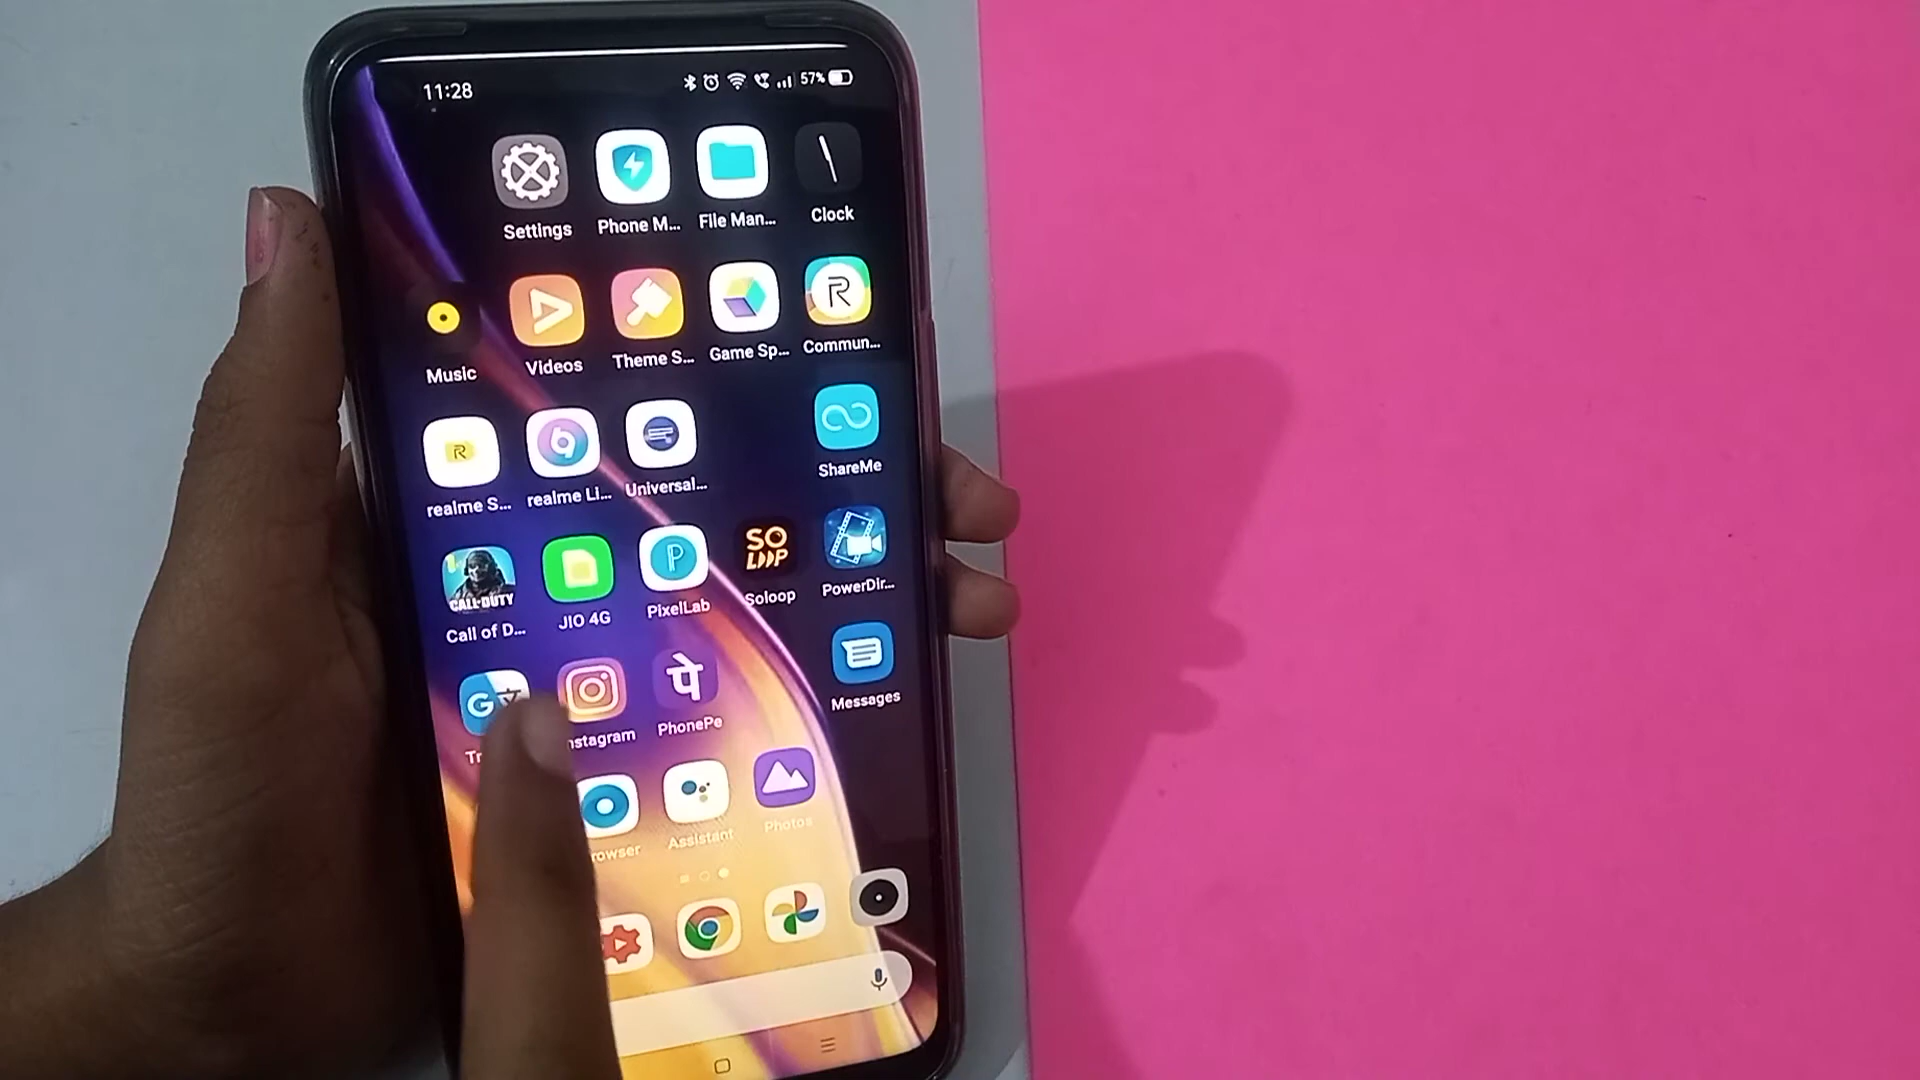 11:28
57%
Settings
Phone M...
File Man...
Clock
R
Music
Videos
Theme S...
Game Sp...
Commun...
R
realme S...
realme Li...
Universal...
ShareMe
CALL·DUTY
P
SO
LOOP
Call of D...
JIO 4G
PixelLab
Soloop
PowerDir...
G
पे
Tr
nstagram
PhonePe
Messages
rowser
Assistant
Photos